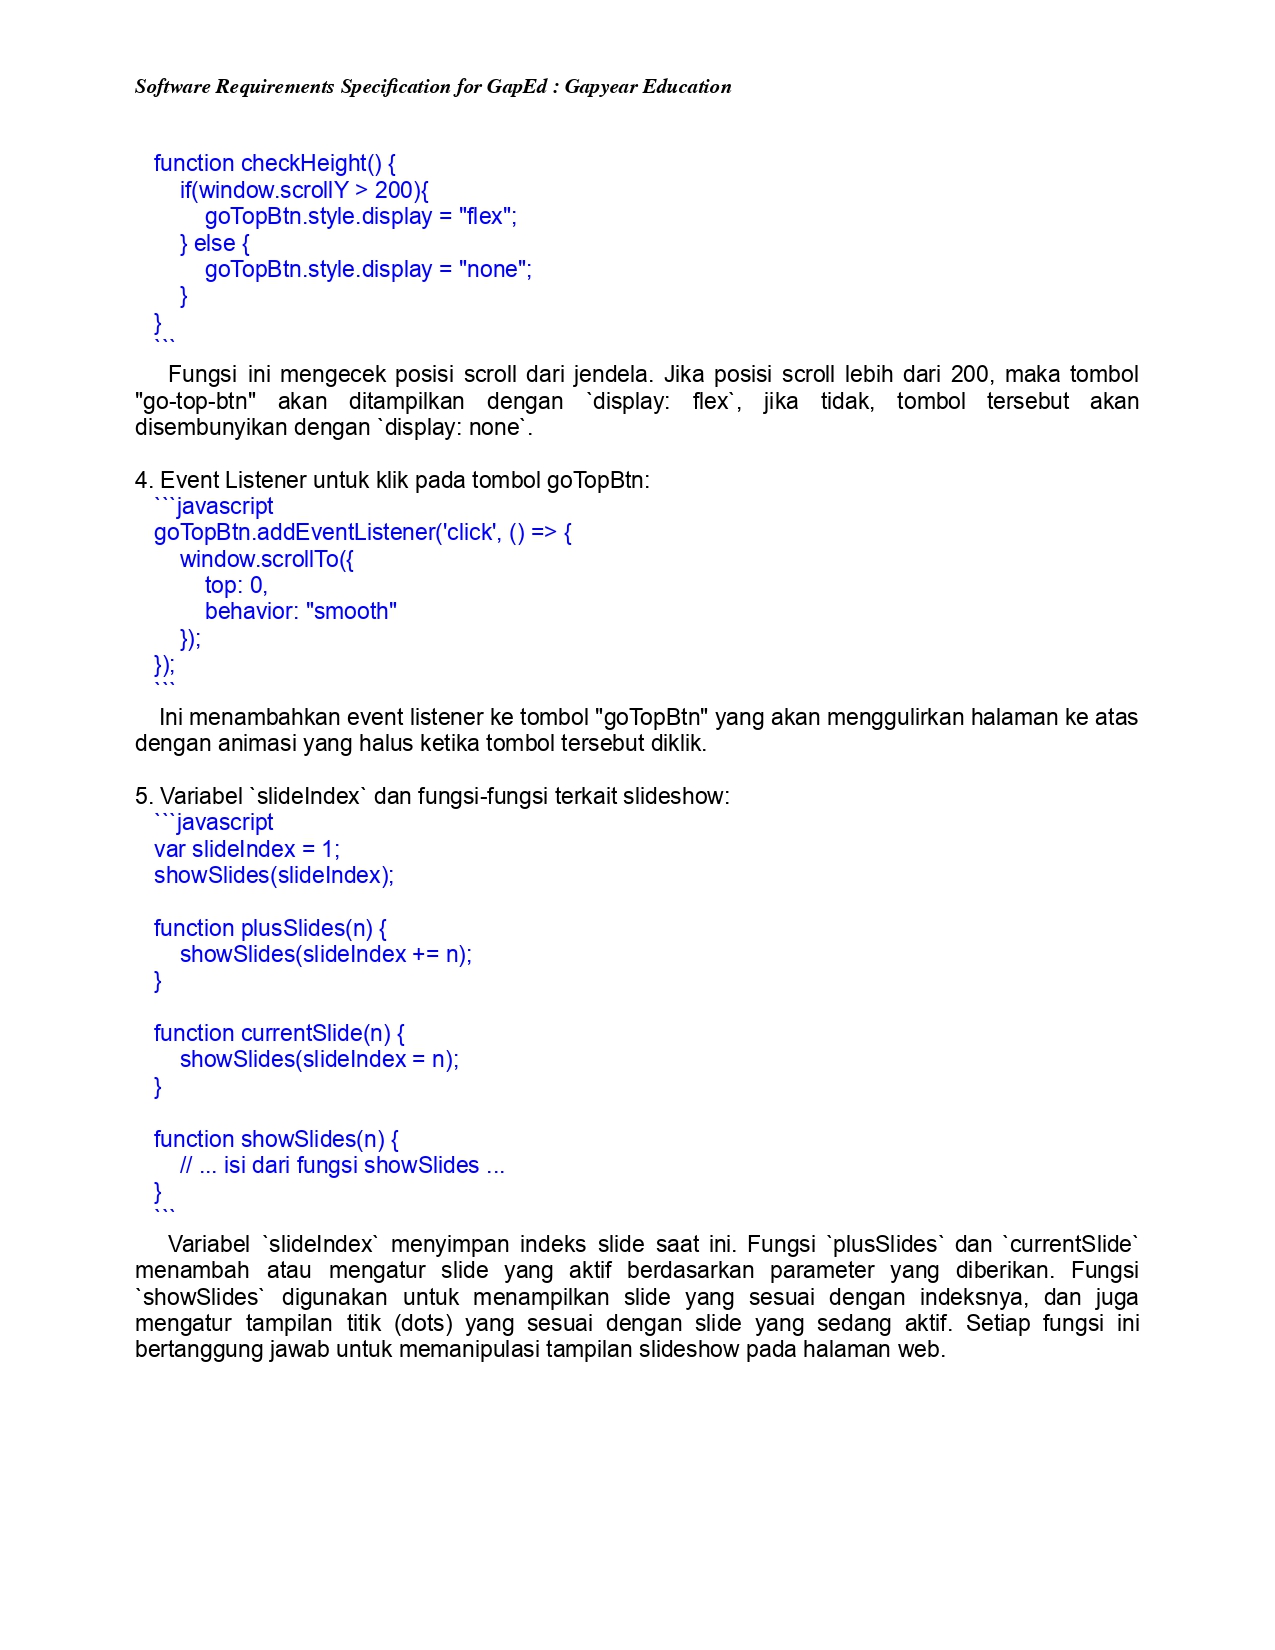 Software Requirements Specification for GapEd : Gapyear Education
function checkHeight() {
if(window.scrollY > 200){
goTopBtn.style.display = "flex";
} else {
goTopBtn.style.display = "none";
}
}
```
Fungsi ini mengecek posisi scroll dari jendela. Jika posisi scroll lebih dari 200, maka tombol
"go-top-btn" akan ditampilkan dengan `display: flex`, jika tidak, tombol tersebut akan
disembunyikan dengan `display: none`.
4. Event Listener untuk klik pada tombol goTopBtn:
```javascript
goTopBtn.addEventListener('click', () => {
window.scrollTo({
top: 0,
behavior: "smooth"
});
});
```
Ini menambahkan event listener ke tombol "goTopBtn" yang akan menggulirkan halaman ke atas
dengan animasi yang halus ketika tombol tersebut diklik.
5. Variabel `slideIndex` dan fungsi-fungsi terkait slideshow:
```javascript
var slideIndex = 1;
showSlides(slideIndex);
function plusSlides(n) {
showSlides(slideIndex += n);
}
function currentSlide(n) {
showSlides(slideIndex = n);
}
function showSlides(n) {
// ... isi dari fungsi showSlides ...
}
```
Variabel `slideIndex` menyimpan indeks slide saat ini. Fungsi `plusSlides` dan `currentSlide`
menambah atau mengatur slide yang aktif berdasarkan parameter yang diberikan. Fungsi
`showSlides` digunakan untuk menampilkan slide yang sesuai dengan indeksnya, dan juga
mengatur tampilan titik (dots) yang sesuai dengan slide yang sedang aktif. Setiap fungsi ini
bertanggung jawab untuk memanipulasi tampilan slideshow pada halaman web.